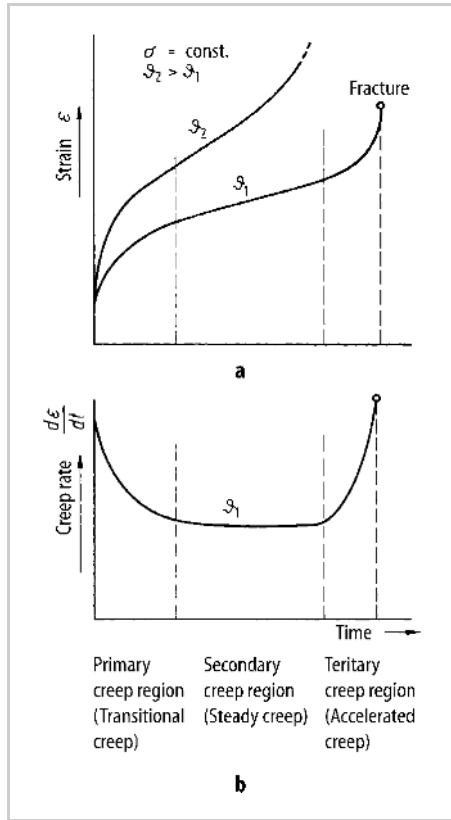 σ = const.
ϑ₂ > ϑ₁
Fracture
Strain ε
ϑ₂
ϑ₁
a
dε/dt
Creep rate
ϑ₁
Time
Primary creep region (Transitional creep)
Secondary creep region (Steady creep)
Teritary creep region (Accelerated creep)
b